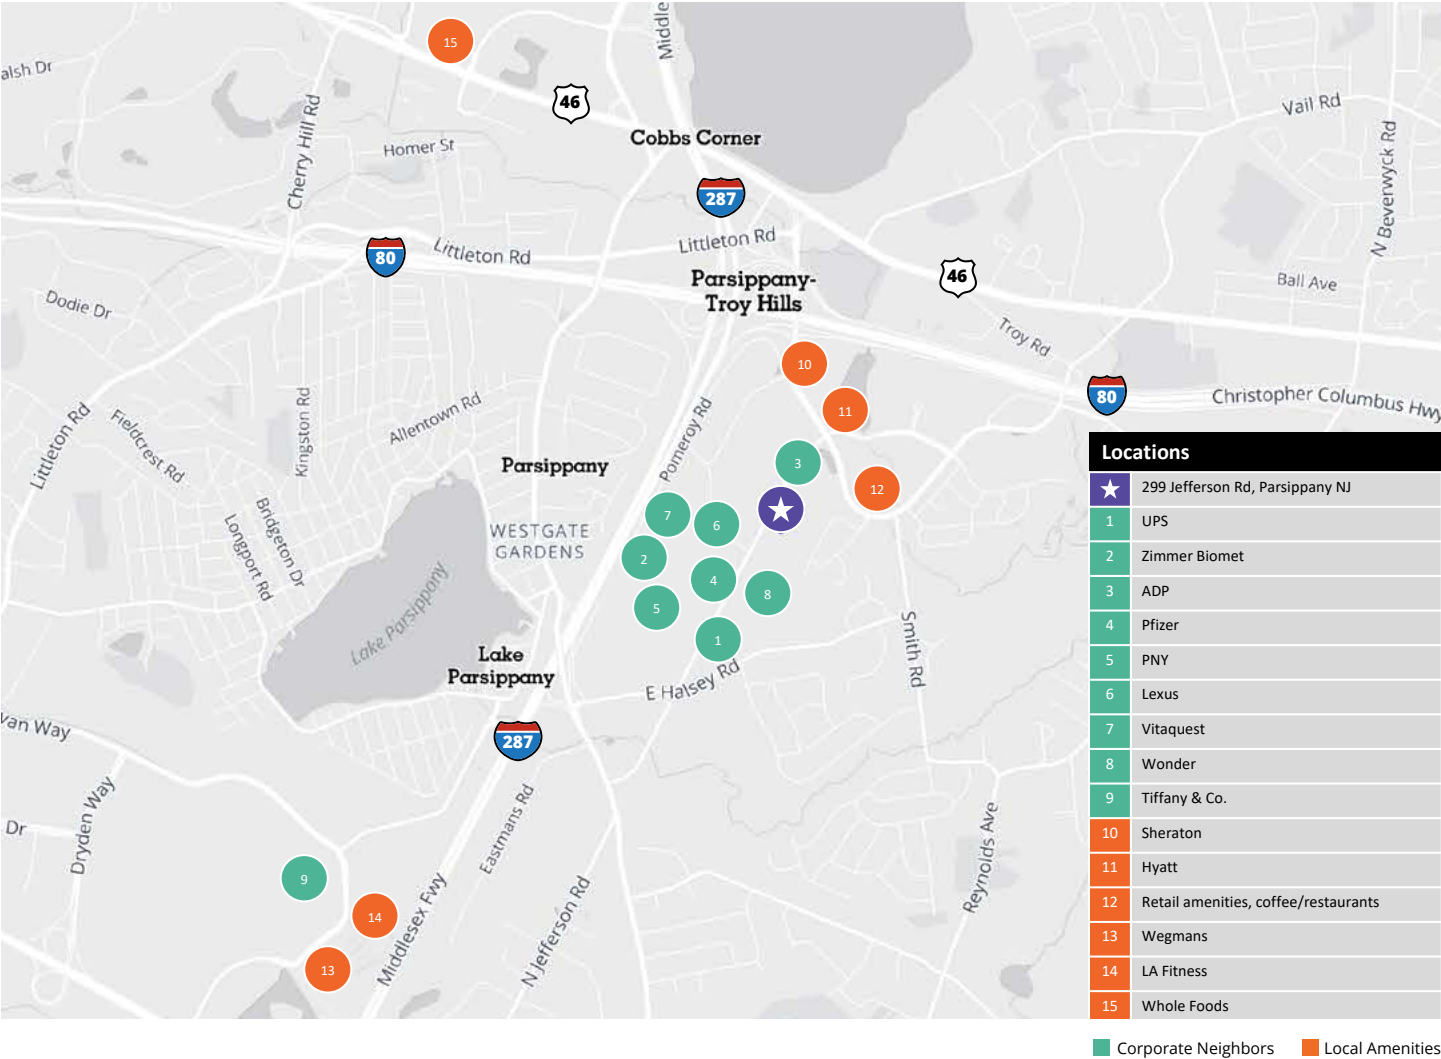 15
Middle
alsh Dr
46
Vail Rd
Cobbs Corner
Cherry Hill Rd
Homer St
N Beverwyck Rd
287
Littleton Rd
Littleton Rd
80
Parsippany-
Troy Hills
46
Ball Ave
Dodie Dr
Troy Rd
10
80
Christopher Columbus Hwy
11
Littleton Rd
Fieldcrest Rd
Kingston Rd
Allentown Rd
Pomeroy Rd
Parsippany
3
12
7
6
WESTGATE
GARDENS
Bridgeton Dr
Longport Rd
2
4
8
5
Lake Parsippany
1
Smith Rd
Lake
Parsippany
E Halsey Rd
van Way
287
Dryden Way
Dr
Eastmans Rd
Reynolds Ave
9
14
Middlesex Fwy
N Jefferson Rd
13
Locations
299 Jefferson Rd, Parsippany NJ
1 UPS
2 Zimmer Biomet
3 ADP
4 Pfizer
5 PNY
6 Lexus
7 Vitaquest
8 Wonder
9 Tiffany & Co.
10 Sheraton
11 Hyatt
12 Retail amenities, coffee/restaurants
13 Wegmans
14 LA Fitness
15 Whole Foods
Corporate Neighbors Local Amenities